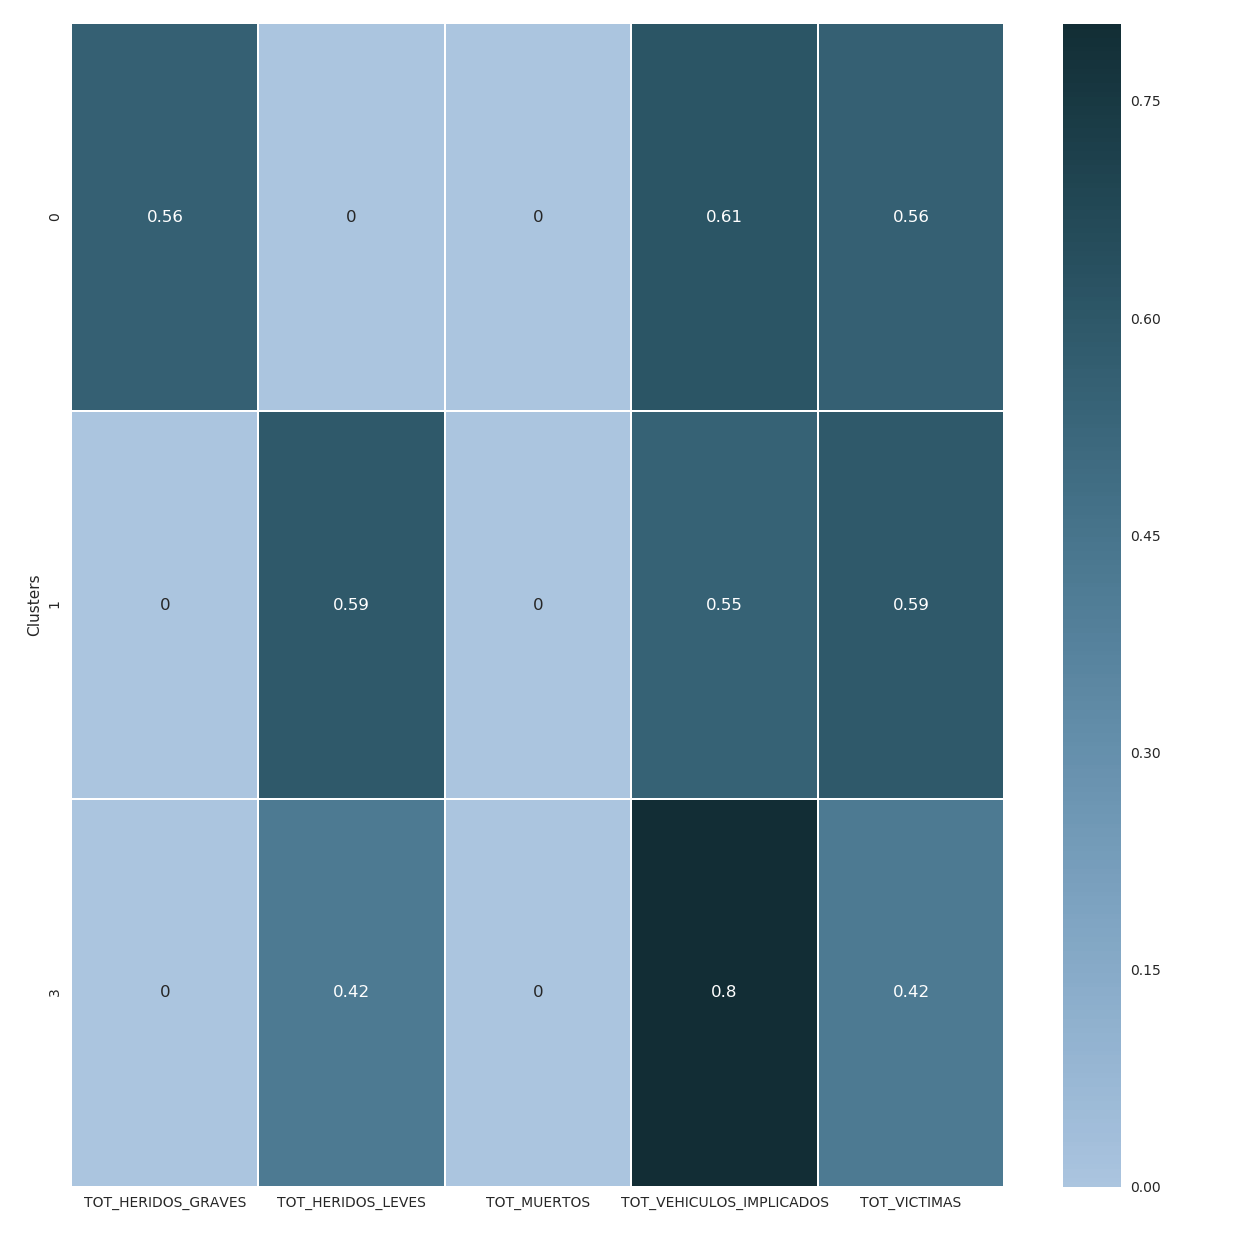 0.56 0 0 0.61 0.56
0
0 0.59 0 0.55 0.59
1
Clusters
0 0.42 0 0.8 0.42
3
TOT_HERIDOS_GRAVES TOT_HERIDOS_LEVES TOT_MUERTOS TOT_VEHICULOS_IMPLICADOS TOT_VICTIMAS
0.75
0.60
0.45
0.30
0.15
0.00